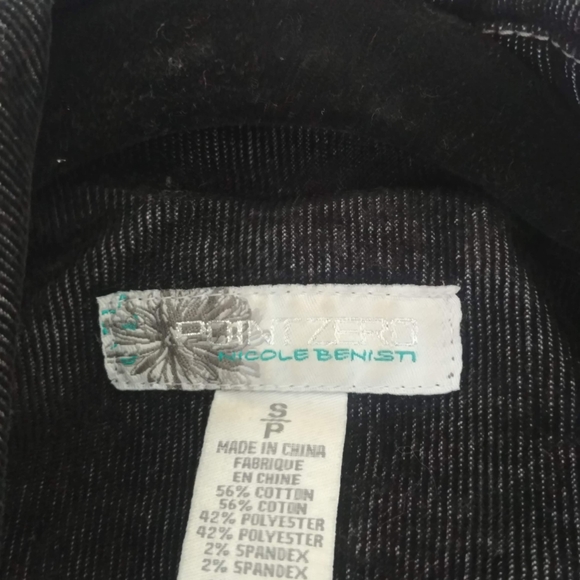 POINT ZERO
NICOLE BENISTI
S
P
MADE IN CHINA
FABRIQUE
EN CHINE
56% COTTON
56% COTON
42% POLYESTER
42% POLYESTER
2% SPANDEX
2% SPANDEX